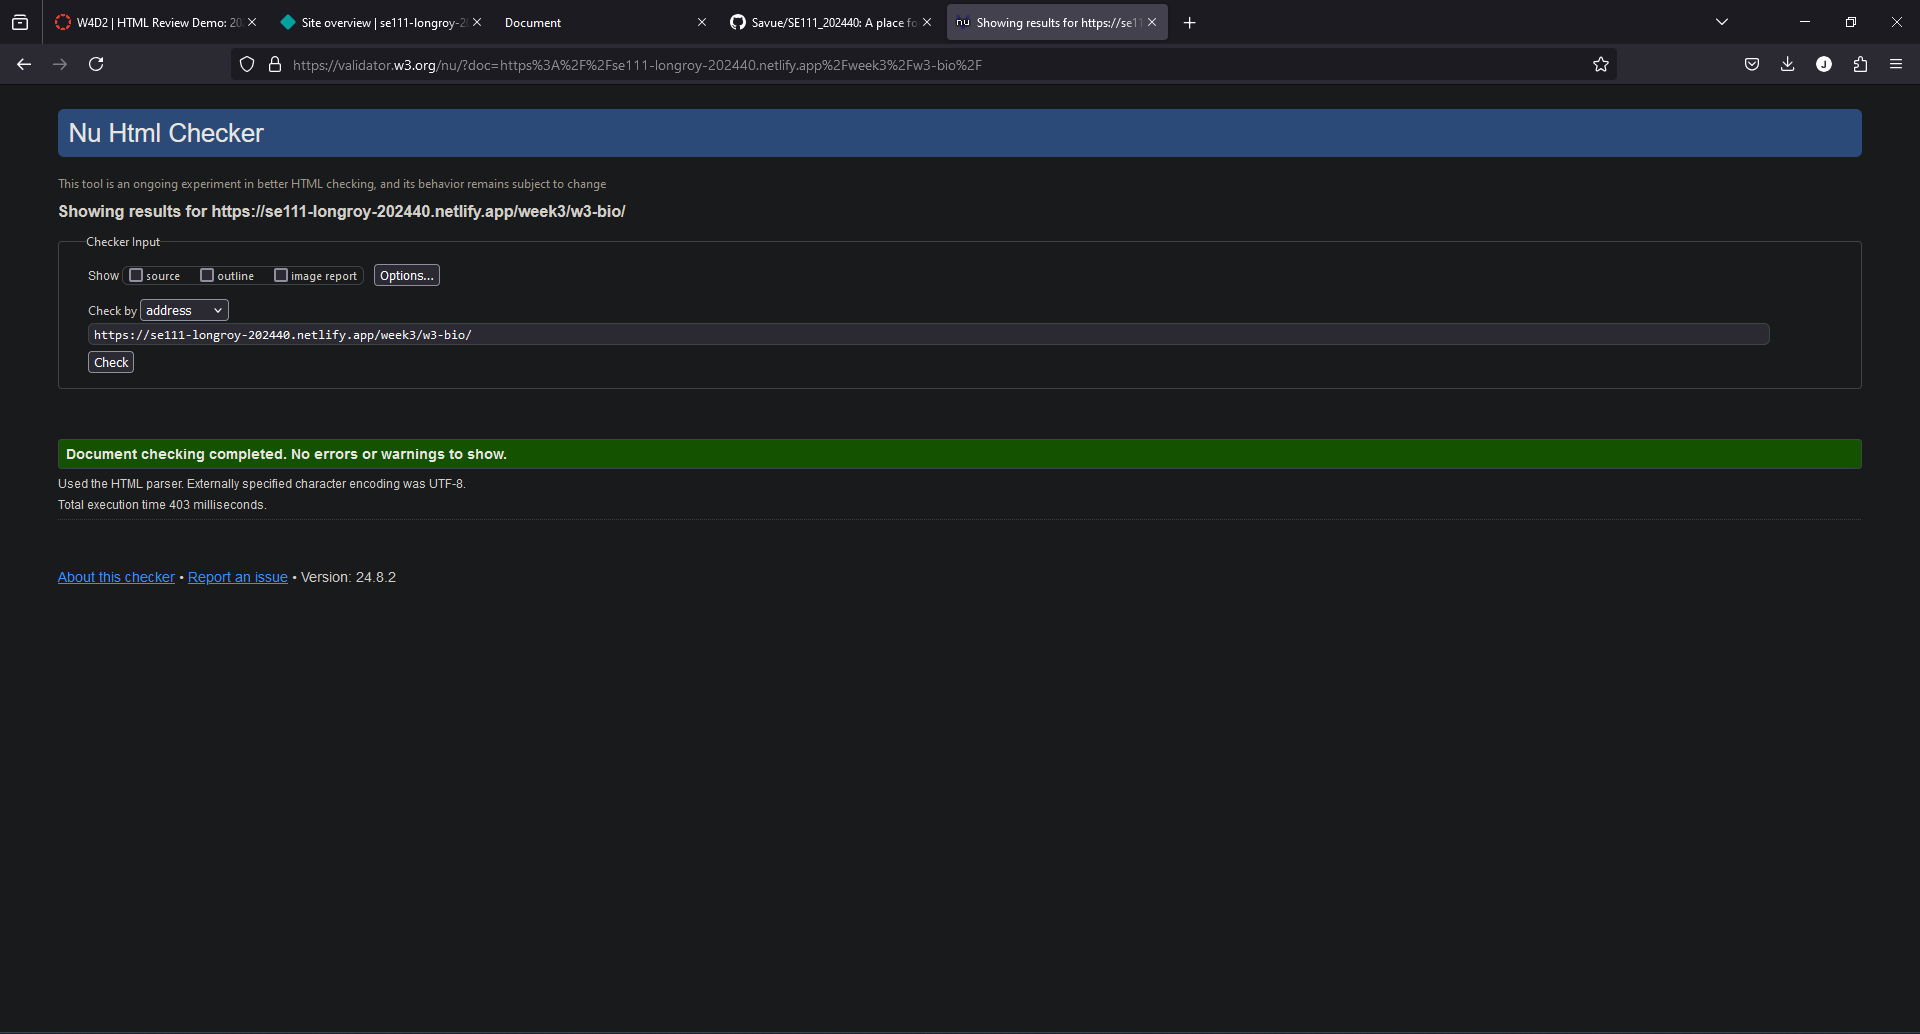 W4D2 | HTML Review Demo: 20
Site overview | se111-longroy-20
Document
Savue/SE111_202440: A place fo
nu Showing results for https://se11
https://validator.w3.org/nu/?doc=https%3A%2F%2Fse111-longroy-202440.netlify.app%2Fweek3%2Fw3-bio%2F
J
Nu Html Checker
This tool is an ongoing experiment in better HTML checking, and its behavior remains subject to change
Showing results for https://se111-longroy-202440.netlify.app/week3/w3-bio/
Checker Input
Show source outline image report Options...
Check by address
https://se111-longroy-202440.netlify.app/week3/w3-bio/
Check
Document checking completed. No errors or warnings to show.
Used the HTML parser. Externally specified character encoding was UTF-8.
Total execution time 403 milliseconds.
About this checker • Report an issue • Version: 24.8.2